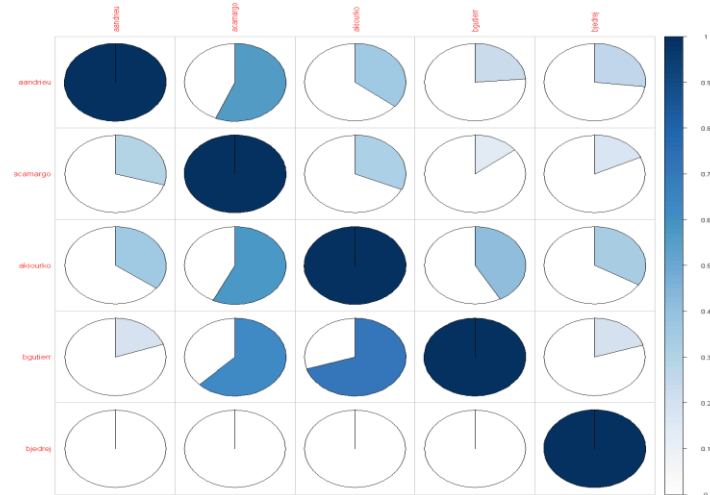 aandrieu
acamargo
akiourko
bgutierr
bjedrej
1
aandrieu
0.9
0.8
acamargo
0.7
0.6
akiourko
0.5
0.4
0.3
bgutierr
0.2
0.1
bjedrej
0